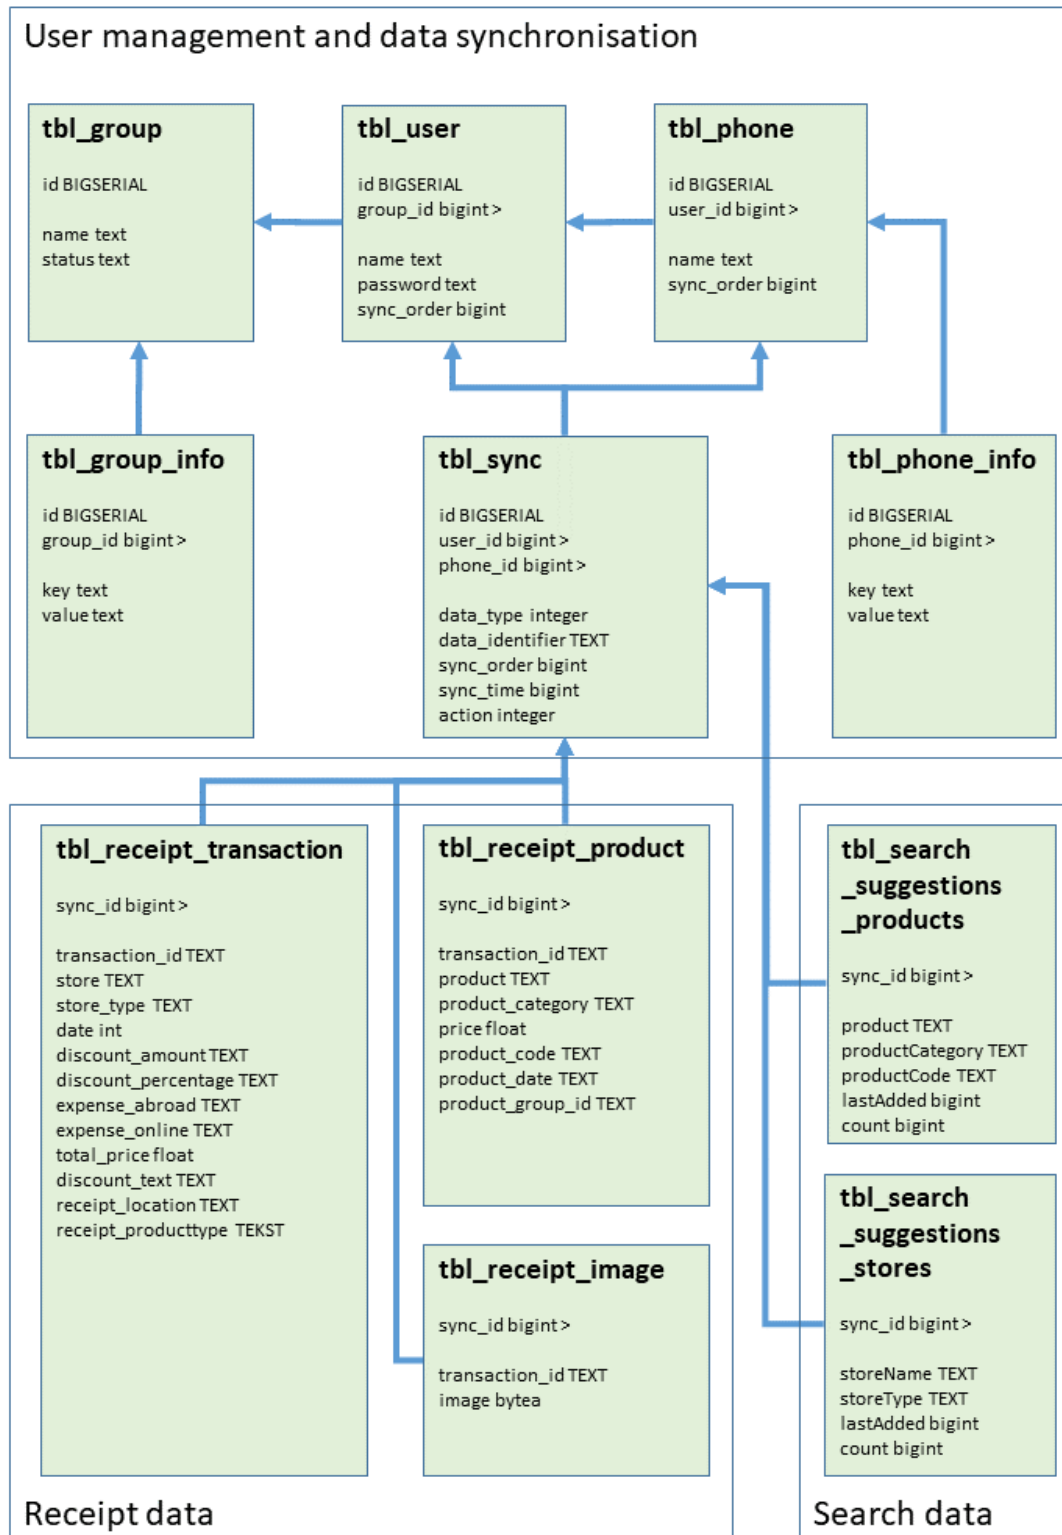 User management and data synchronisation
tbl_group
id BIGSERIAL
name text
status text
tbl_user
id BIGSERIAL
group_id bigint >
name text
password text
sync_order bigint
tbl_phone
id BIGSERIAL
user_id bigint >
name text
sync_order bigint
tbl_group_info
id BIGSERIAL
group_id bigint >
key text
value text
tbl_sync
id BIGSERIAL
user_id bigint >
phone_id bigint >
data_type integer
data_identifier TEXT
sync_order bigint
sync_time bigint
action integer
tbl_phone_info
id BIGSERIAL
phone_id bigint >
key text
value text
tbl_receipt_transaction
sync_id bigint >
transaction_id TEXT
store TEXT
store_type TEXT
date int
discount_amount TEXT
discount_percentage TEXT
expense_abroad TEXT
expense_online TEXT
total_price float
discount_text TEXT
receipt_location TEXT
receipt_producttype TEKST
tbl_receipt_product
sync_id bigint >
transaction_id TEXT
product TEXT
product_category TEXT
price float
product_code TEXT
product_date TEXT
product_group_id TEXT
tbl_receipt_image
sync_id bigint >
transaction_id TEXT
image bytea
Receipt data
tbl_search
_suggestions
_products
sync_id bigint >
product TEXT
productCategory TEXT
productCode TEXT
lastAdded bigint
count bigint
tbl_search
_suggestions
_stores
sync_id bigint >
storeName TEXT
storeType TEXT
lastAdded bigint
count bigint
Search data